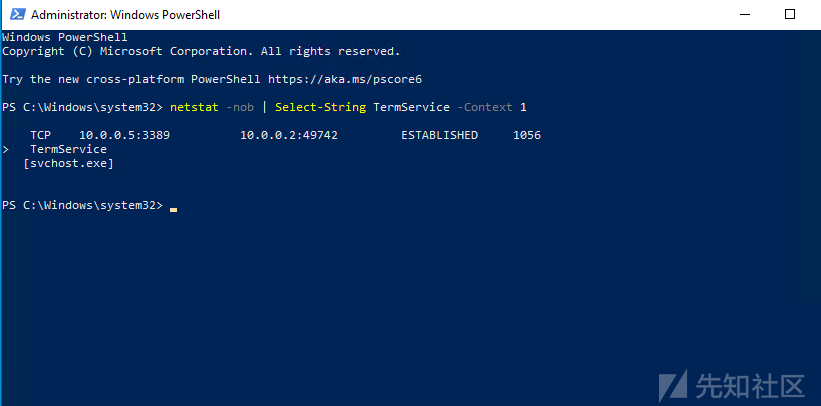 Administrator: Windows PowerShell
Windows PowerShell
Copyright (C) Microsoft Corporation. All rights reserved.
Try the new cross-platform PowerShell https://aka.ms/pscore6
PS C:\Windows\system32> netstat -nob | Select-String TermService -Context 1
TCP    10.0.0.5:3389          10.0.0.2:49742         ESTABLISHED     1056
>   TermService
[svchost.exe]
PS C:\Windows\system32>
先知社区